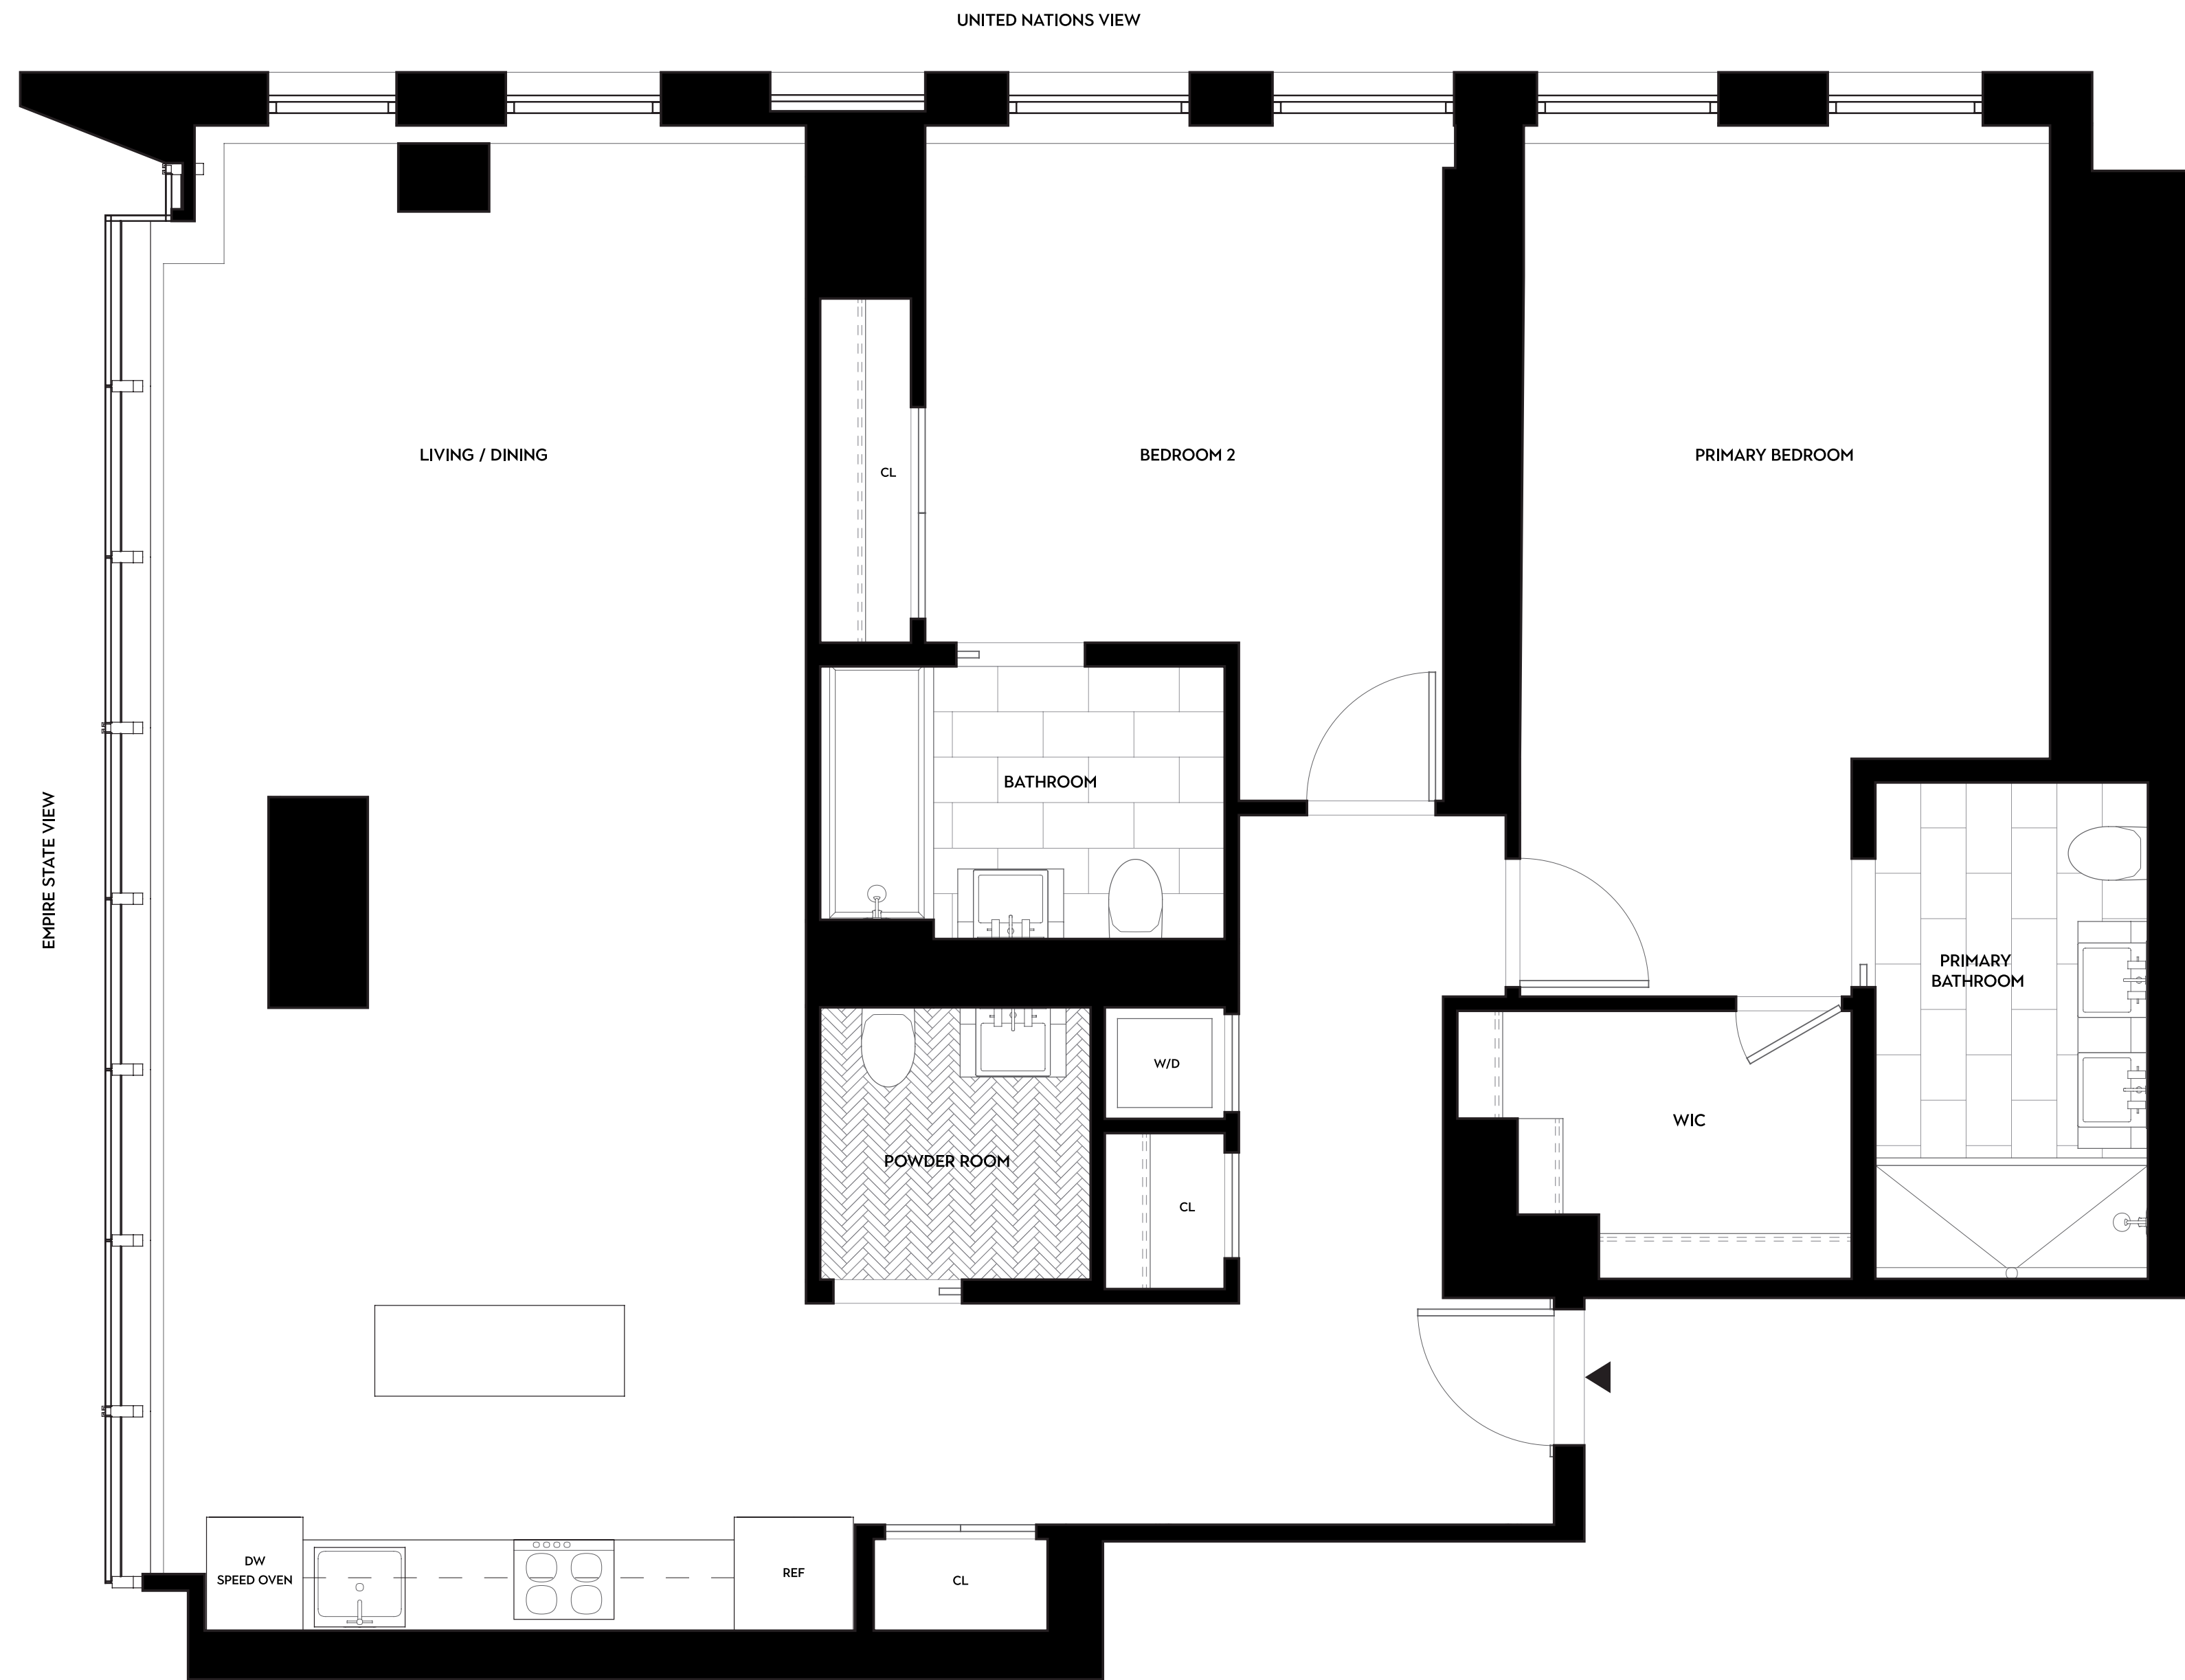 UNITED NATIONS VIEW
LIVING / DINING
BEDROOM 2
PRIMARY BEDROOM
CL
BATHROOM
EMPIRE STATE VIEW
PRIMARY
BATHROOM
W/D
WIC
POWDER ROOM
CL
DW
SPEED OVEN
REF
CL